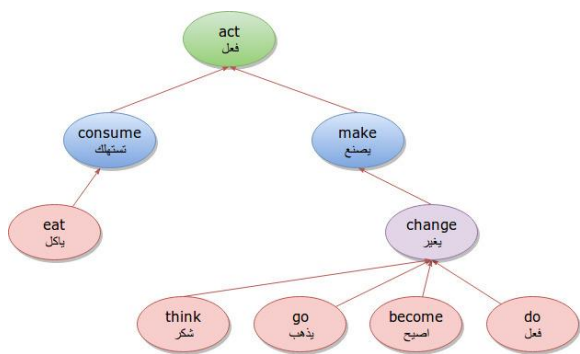 act
فعل
consume
تستهلك
make
يصنع
eat
ياكل
change
يغير
think
شكر
go
يذهب
become
اصبح
do
فعل